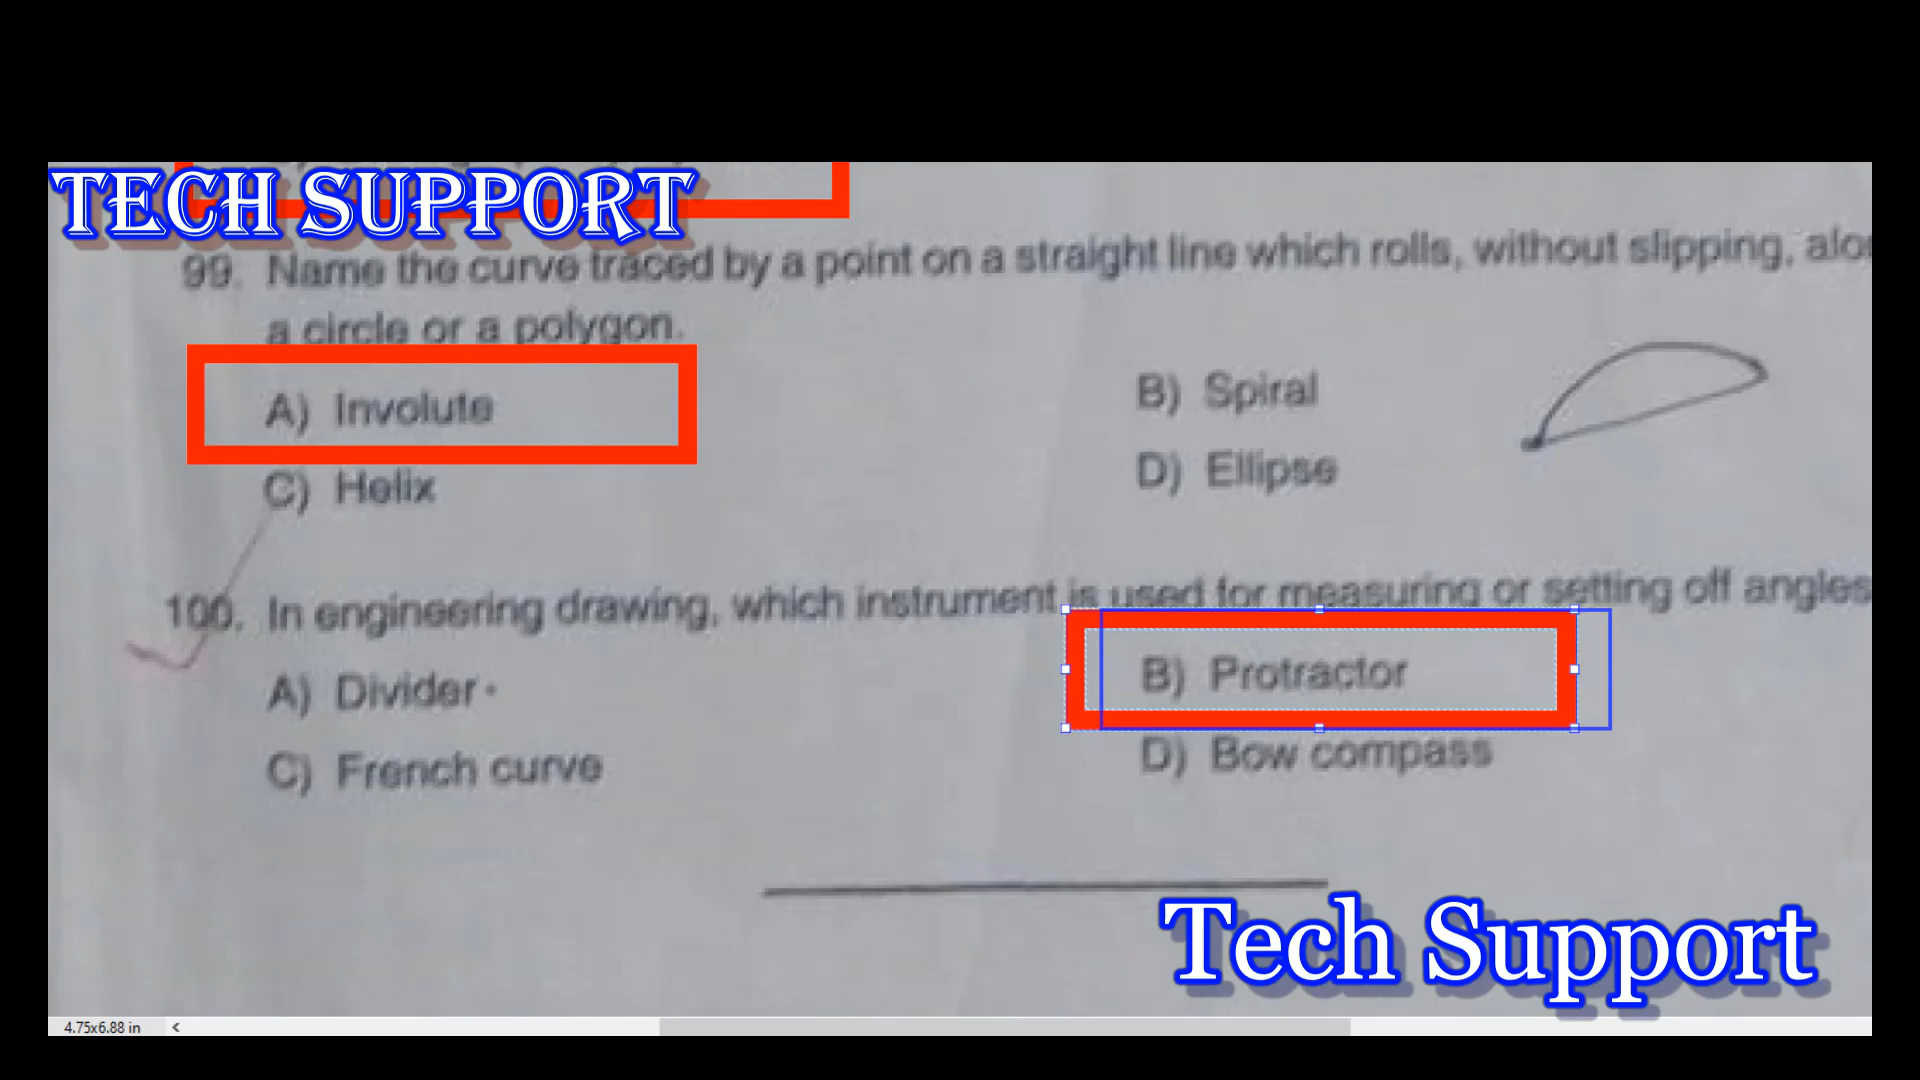 TECH SUPPORT
99. Name the curve traced by a point on a straight line which rolls, without slipping,
a circle or a polygon.
A) Involute
B) Spiral
C) Helix
D) Ellipse
100. In engineering drawing, which instrument is used for measuring or setting off angles
A) Divider
B) Protractor
C) French curve
D) Bow compass
Tech Support
4.75x6.88 in